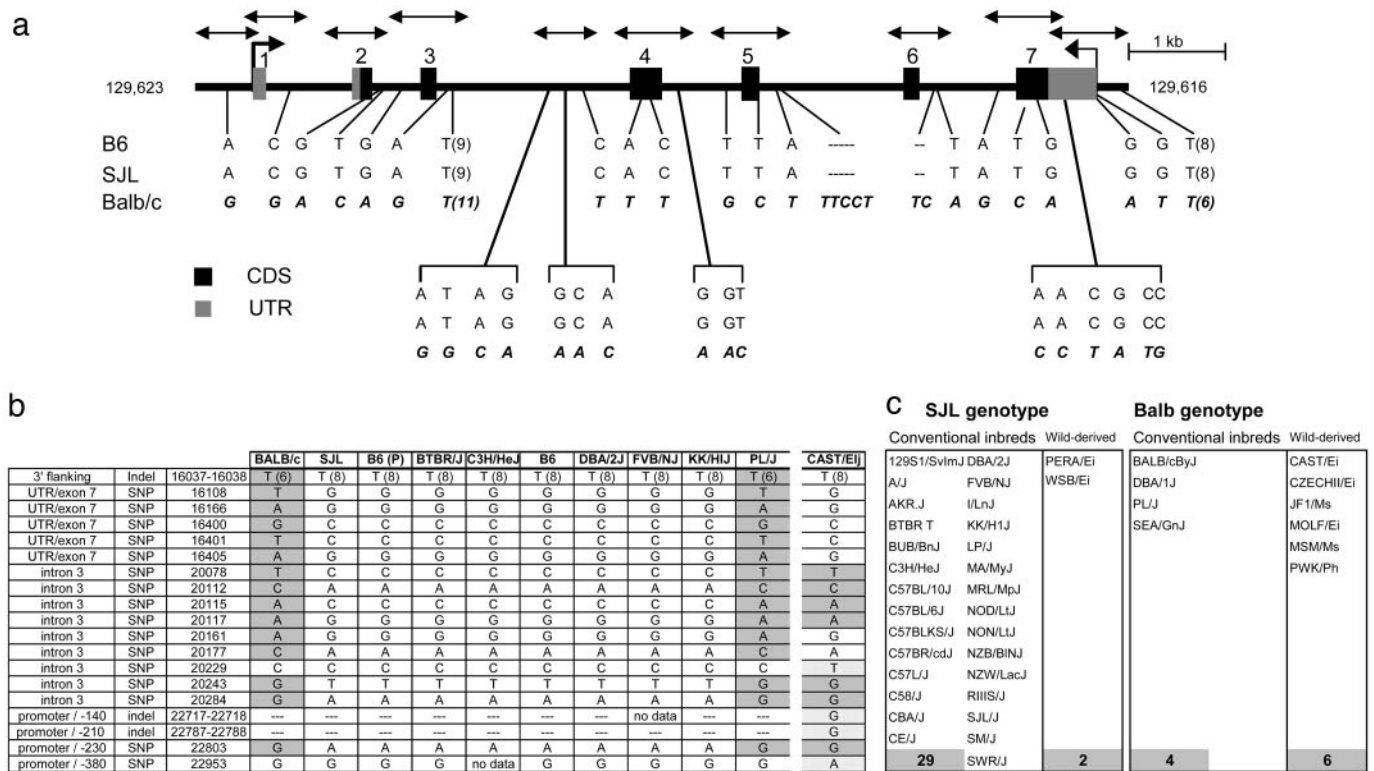 a
1 2 3 4 5 6 7
1 kb
129,623 129,616
B6 A C G T G A T(9) C A C T T A ----- -- T A T G G G T(8)
SJL A C G T G A T(9) C A C T T A ----- -- T A T G G G T(8)
Balb/c G G A C A G T(11) T T T G C T TTCCT TC A G C A A T T T(6)
CDS
UTR
A T A G G C A G GT A A C G CC
A T A G G C A G GT A A C G CC
G G C A A A C A AC C C T A TG
b
BALB/c SJL B6 (P) BTBR/J C3H/HeJ B6 DBA/2J FVB/NJ KK/HIJ PL/J CAST/EIj
3' flanking Indel 16037-16038 T (6) T (8) T (8) T (8) T (8) T (8) T (8) T (8) T (8) T (6) T (8)
UTR/exon 7 SNP 16108 T G G G G G G G G T G
UTR/exon 7 SNP 16166 A G G G G G G G G A G
UTR/exon 7 SNP 16400 G C C C C C C C C G C
UTR/exon 7 SNP 16401 T C C C C C C C C T C
UTR/exon 7 SNP 16405 A G G G G G G G G A G
intron 3 SNP 20078 T C C C C C C C C T T
intron 3 SNP 20112 C A A A A A A A A C C
intron 3 SNP 20115 A C C C C C C C C A A
intron 3 SNP 20117 A G G G G G G G G A A
intron 3 SNP 20161 A G G G G G G G G A G
intron 3 SNP 20177 C A A A A A A A A C A
intron 3 SNP 20229 C C C C C C C C C C T
intron 3 SNP 20243 G T T T T T T T T G G
intron 3 SNP 20284 G A A A A A A A A G G
promoter / -140 indel 22717-22718 --- --- --- --- --- --- --- no data --- --- G
promoter / -210 indel 22787-22788 --- --- --- --- --- --- --- --- --- --- G
promoter / -230 SNP 22803 G A A A A A A A A G G
promoter / -380 SNP 22953 G G G G no data G G G G G A
c
SJL genotype Balb genotype
Conventional inbreds Wild-derived Conventional inbreds Wild-derived
129S1/SvImJ DBA/2J PERA/Ei BALB/cByJ CAST/Ei
A/J FVB/NJ WSB/Ei DBA/1J CZECHII/Ei
AKR.J I/LnJ PL/J JF1/Ms
BTBR T KK/H1J SEA/GnJ MOLF/Ei
BUB/BnJ LP/J MSM/Ms
C3H/HeJ MA/MyJ PWK/Ph
C57BL/10J MRL/MpJ
C57BL/6J NOD/LtJ
C57BLKS/J NON/LtJ
C57BR/cdJ NZB/BINJ
C57L/J NZW/LacJ
C58/J RIIIS/J
CBA/J SJL/J
CE/J SM/J
29 SWR/J 2 4 6